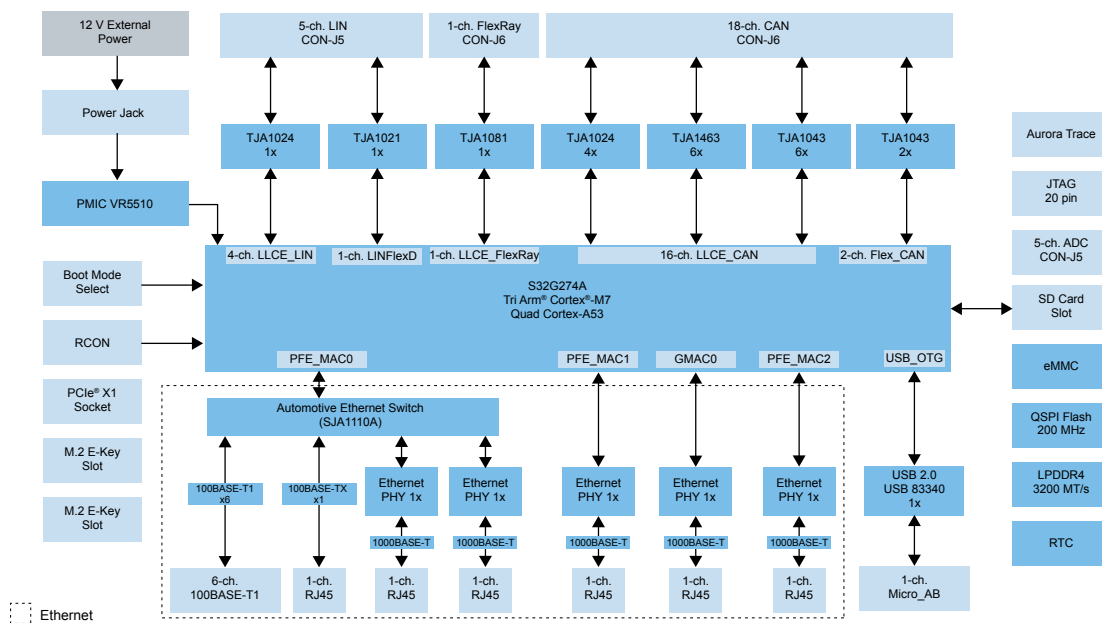 12 V External
Power
5-ch. LIN
CON-J5
1-ch. FlexRay
CON-J6
18-ch. CAN
CON-J6
Power Jack
TJA1024
1x
TJA1021
1x
TJA1081
1x
TJA1024
4x
TJA1463
6x
TJA1043
6x
TJA1043
2x
Aurora Trace
PMIC VR5510
JTAG
20 pin
4-ch. LLCE_LIN
1-ch. LINFlexD
1-ch. LLCE_FlexRay
16-ch. LLCE_CAN
2-ch. Flex_CAN
5-ch. ADC
CON-J5
Boot Mode
Select
S32G274A
Tri Arm® Cortex®-M7
Quad Cortex-A53
SD Card
Slot
RCON
PFE_MAC0
PFE_MAC1
GMAC0
PFE_MAC2
USB_OTG
eMMC
PCIe® X1
Socket
Automotive Ethernet Switch
(SJA1110A)
QSPI Flash
200 MHz
M.2 E-Key
Slot
100BASE-T1
x6
100BASE-TX
x1
Ethernet
PHY 1x
Ethernet
PHY 1x
Ethernet
PHY 1x
Ethernet
PHY 1x
Ethernet
PHY 1x
USB 2.0
USB 83340
1x
LPDDR4
3200 MT/s
M.2 E-Key
Slot
1000BASE-T
1000BASE-T
1000BASE-T
1000BASE-T
1000BASE-T
RTC
6-ch.
100BASE-T1
1-ch.
RJ45
1-ch.
RJ45
1-ch.
RJ45
1-ch.
RJ45
1-ch.
RJ45
1-ch.
RJ45
1-ch.
Micro_AB
Ethernet